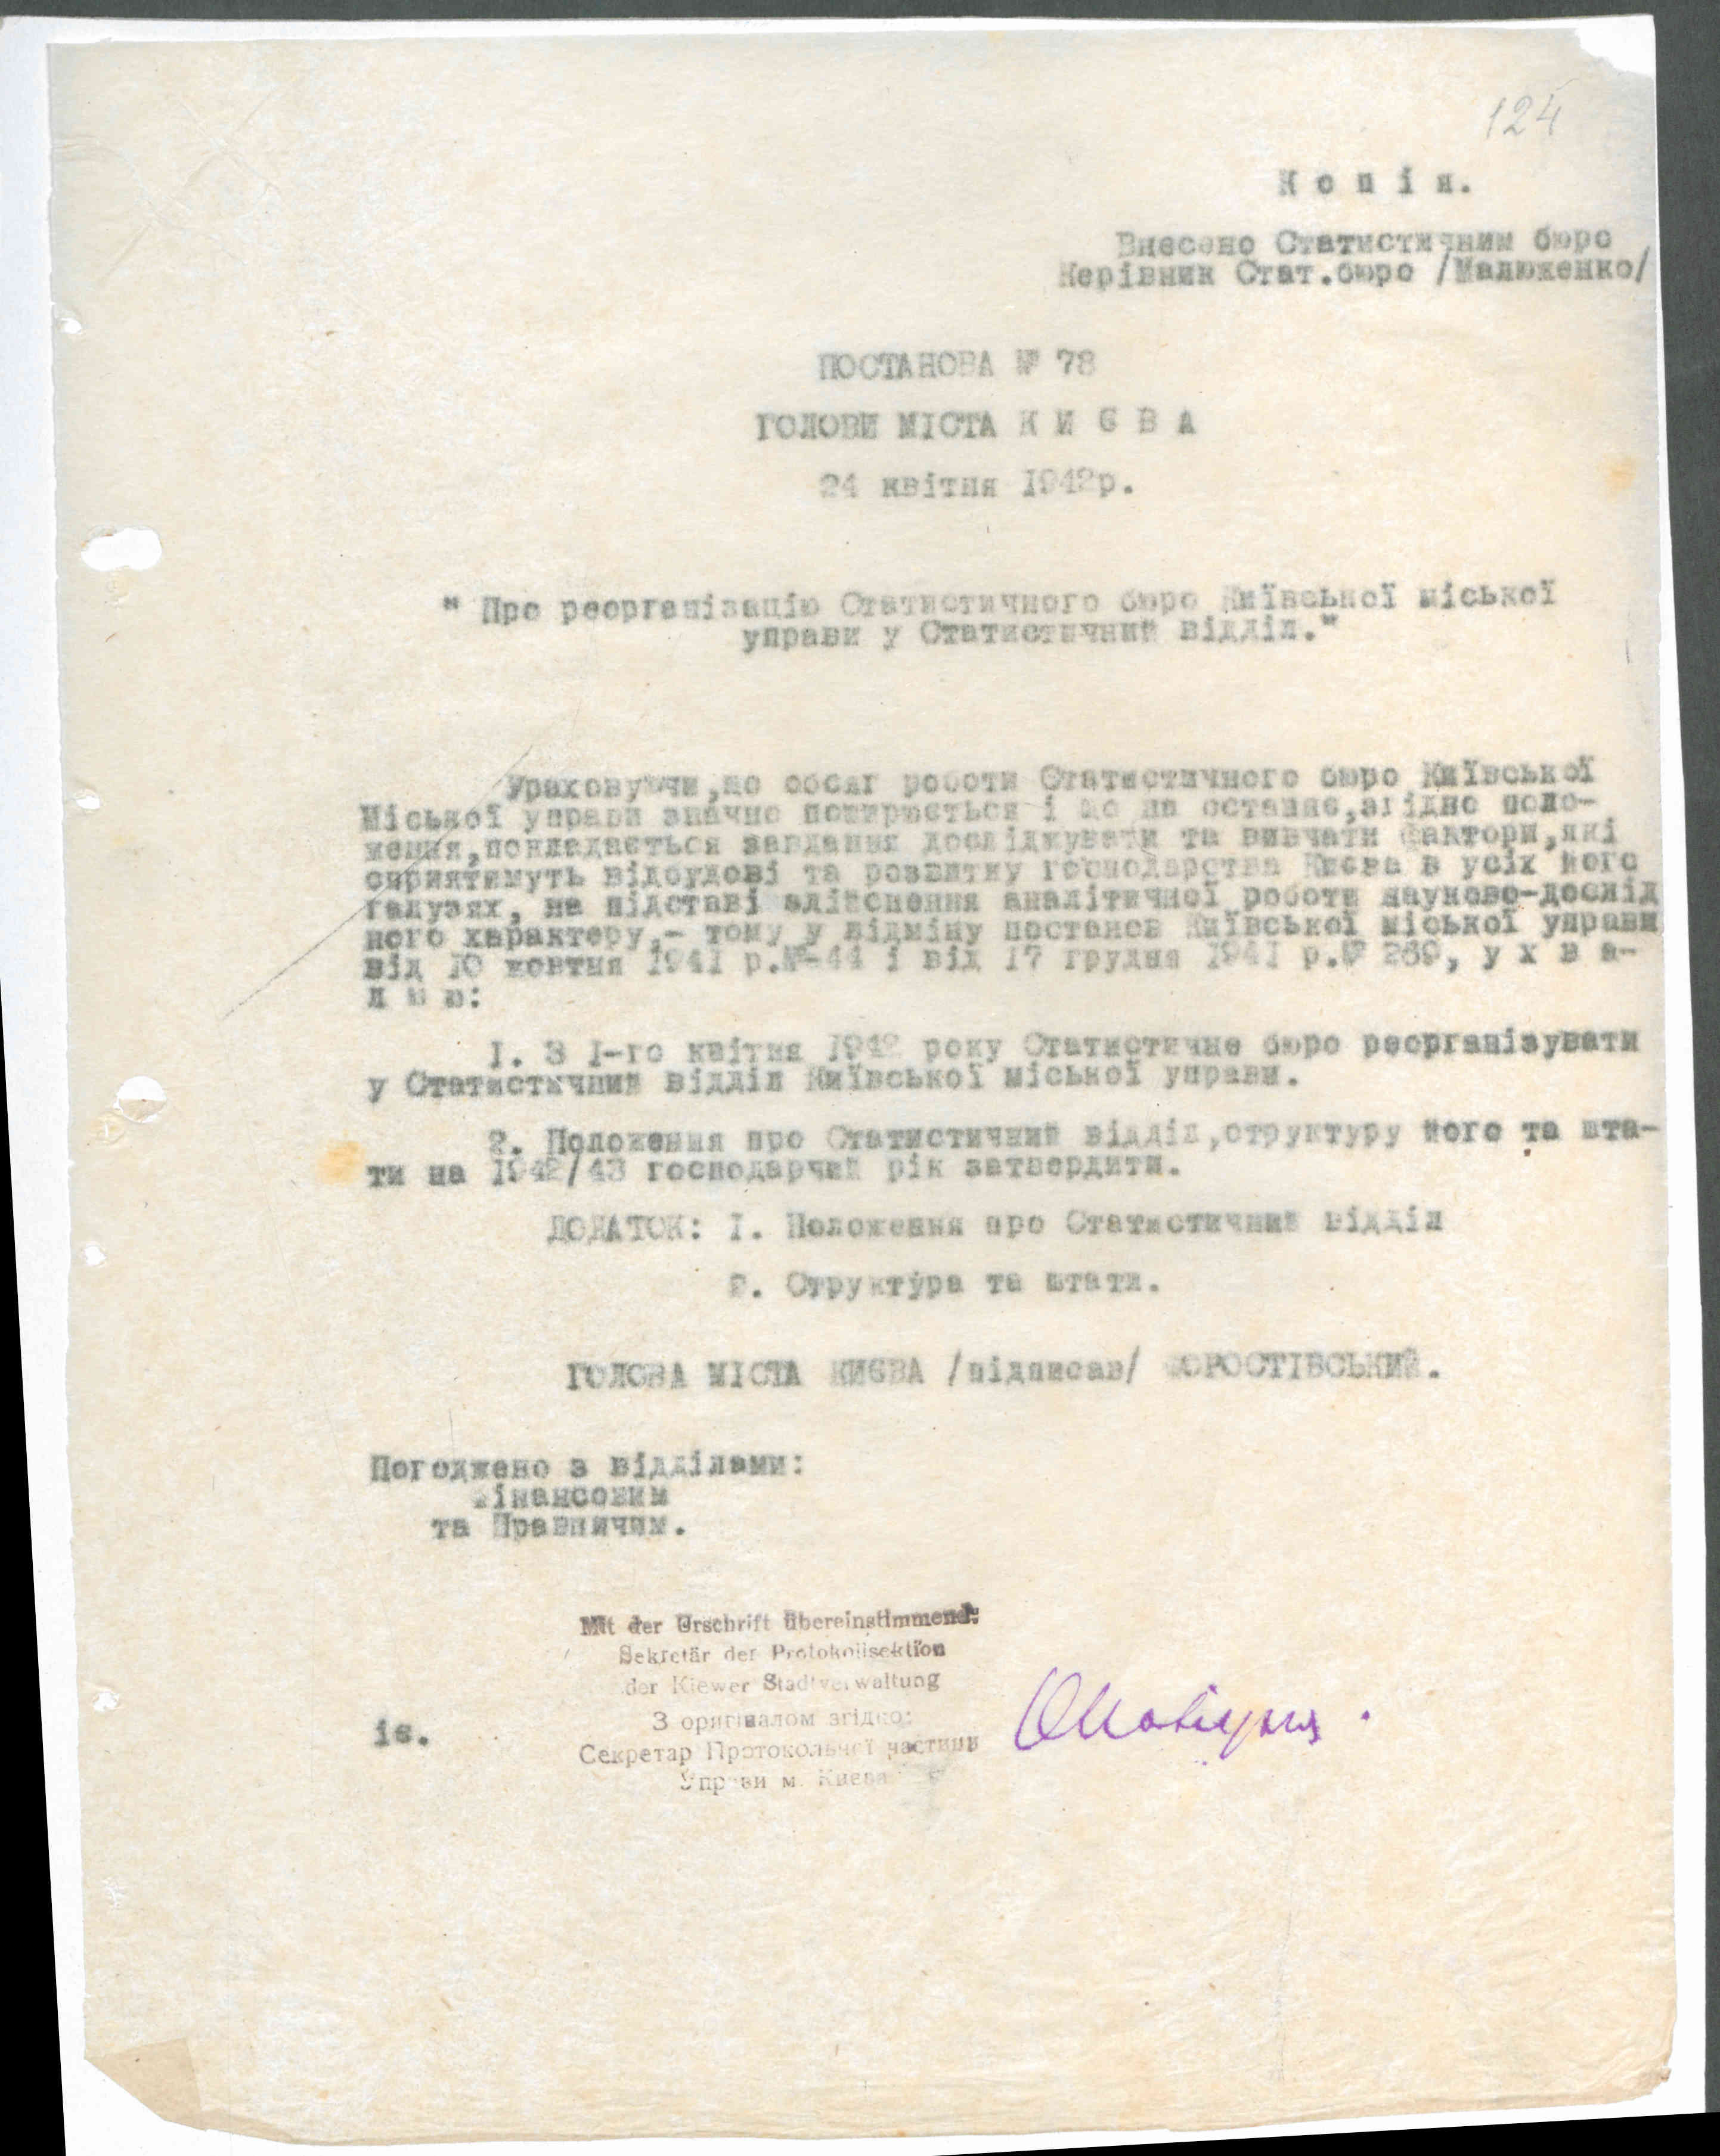 124
К о п і я.
Внесено Статистичним бюро
Керівник Стат.бюро /Малюженко/
ПОСТАНОВА № 78
ГОЛОВИ МІСТА К И Є В А
24 квітня 1942р.
" Про реорганізацію Статистичного бюро Київської міської
управи у Статистичний відділ."
Ураховуючи,що обсяг роботи Статистичного бюро Київської
Міської управи значно поширюється і що на останнє,згідно поло-
ження,покладається завдання досліджувати та вивчати фактори,які
сприятимуть відбудові та розвитку господарства Києва в усіх його
галузях, на підставі здійснення аналітичної роботи науково-дослід
ного характеру,- тому у відміну постанов Київської міської управи
від 10 жовтня 1941 р.№-44 і від 17 грудня 1941 р.№ 269, у х в а-
л и в:
I. З I-го квітня 1942 року Статистичне бюро реорганізувати
у Статистичний відділ Київської міської управи.
2. Положення про Статистичний відділ,структуру його та шта-
ти на 1942/43 господарчий рік затвердити.
ДОДАТОК: I. Положення про Статистичний відділ
2. Структура та штати.
ГОЛОВА МІСТА КИЄВА /підписав/ ФОРОСТІВСЬКИЙ.
Погоджено з відділами:
Фінансовим
та Правничим.
Mit der Urschrift übereinstimmend:
Sekretär der Protokollsektion
der Kiewer Stadtverwaltung
З оригіналом згідно:
Секретар Протокольної частини
Управи м. Києва
ів.